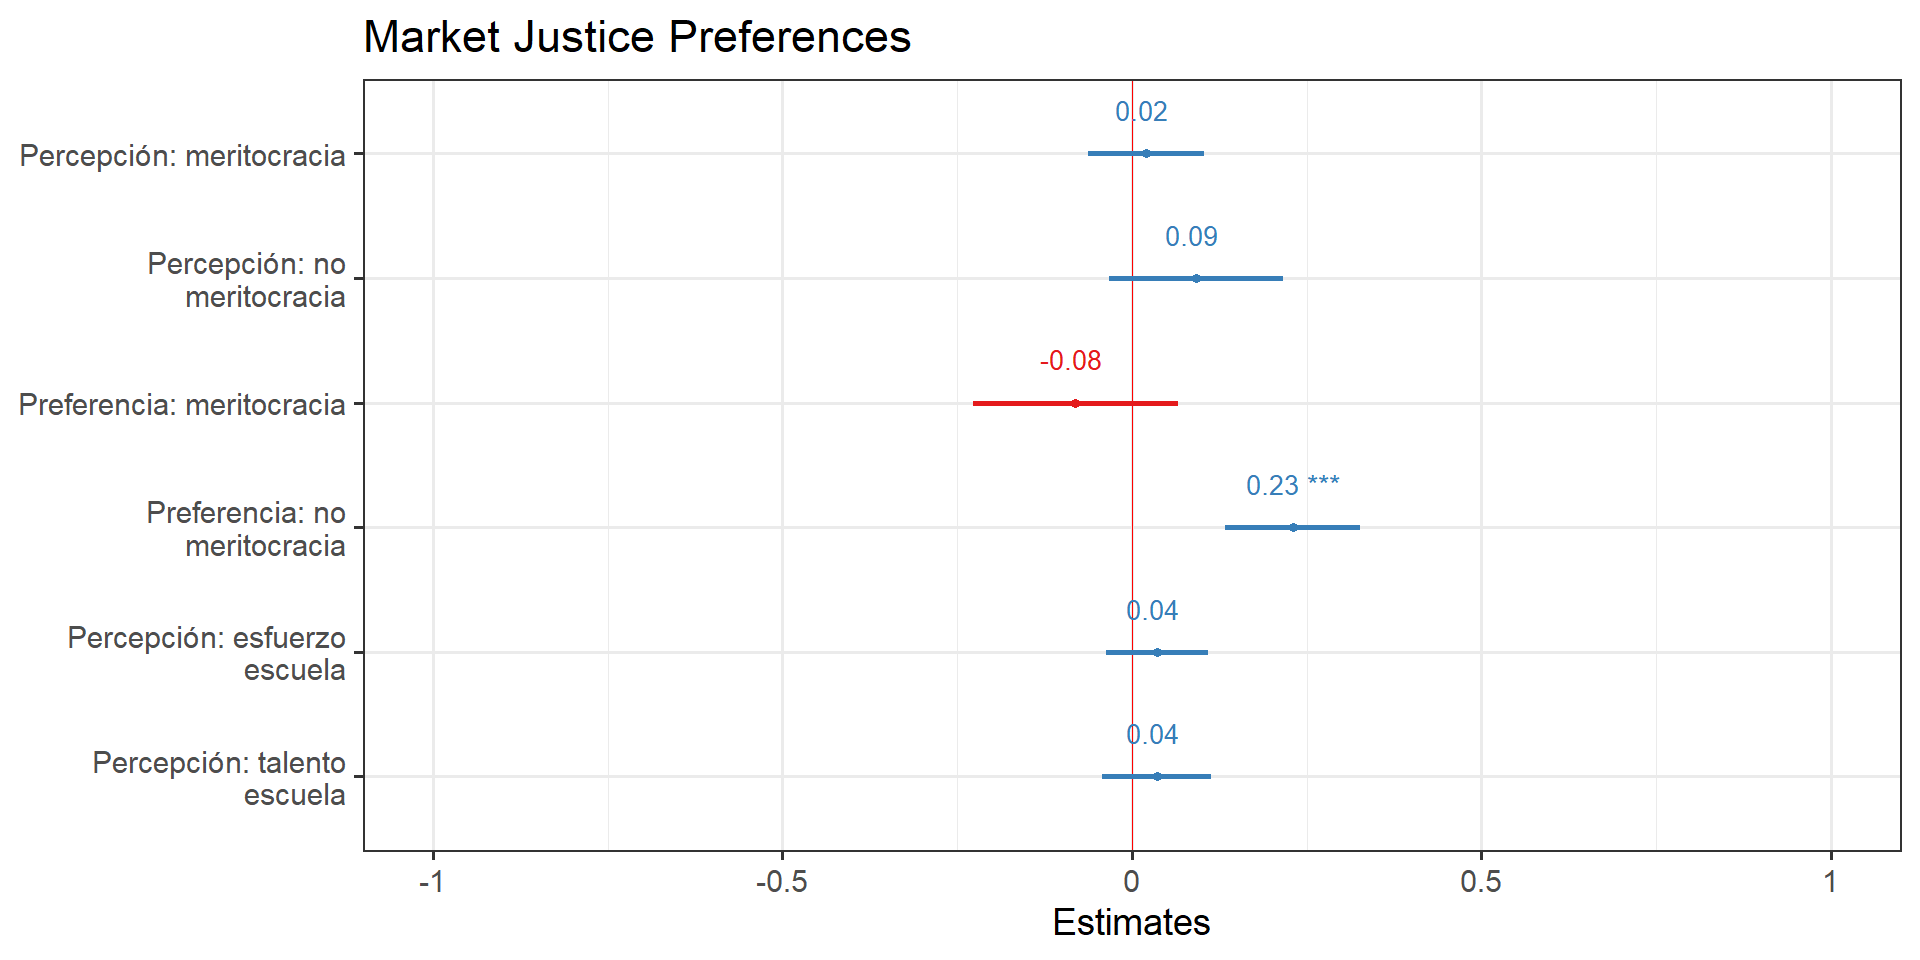 Market Justice Preferences
0.02
Percepción: meritocracia
0.09
Percepción: no
meritocracia
-0.08
Preferencia: meritocracia
0.23 ***
Preferencia: no
meritocracia
0.04
Percepción: esfuerzo
escuela
0.04
Percepción: talento
escuela
-1 -0.5 0 0.5 1
Estimates